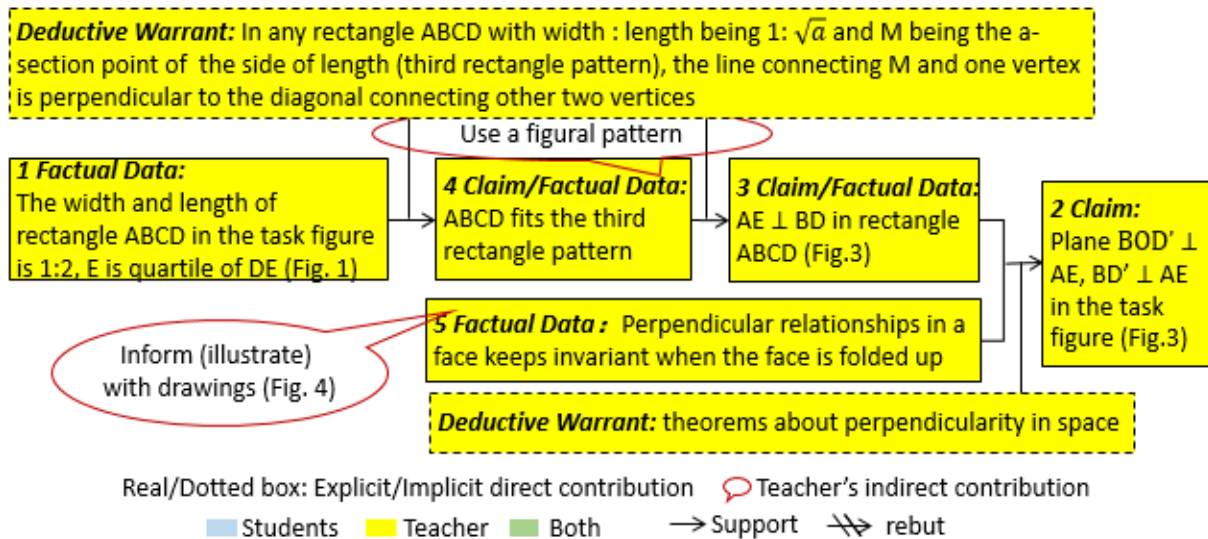 Deductive Warrant: In any rectangle ABCD with width : length being 1: √a and M being the a-
section point of the side of length (third rectangle pattern), the line connecting M and one vertex
is perpendicular to the diagonal connecting other two vertices
Use a figural pattern
1 Factual Data:
The width and length of
rectangle ABCD in the task figure
is 1:2, E is quartile of DE (Fig. 1)
4 Claim/Factual Data:
ABCD fits the third
rectangle pattern
3 Claim/Factual Data:
AE ⊥ BD in rectangle
ABCD (Fig.3)
2 Claim:
Plane BOD’ ⊥
AE, BD’ ⊥ AE
in the task
figure (Fig.3)
5 Factual Data : Perpendicular relationships in a
face keeps invariant when the face is folded up
Inform (illustrate)
with drawings (Fig. 4)
Deductive Warrant: theorems about perpendicularity in space
Real/Dotted box: Explicit/Implicit direct contribution Teacher’s indirect contribution
Students Teacher Both Support rebut